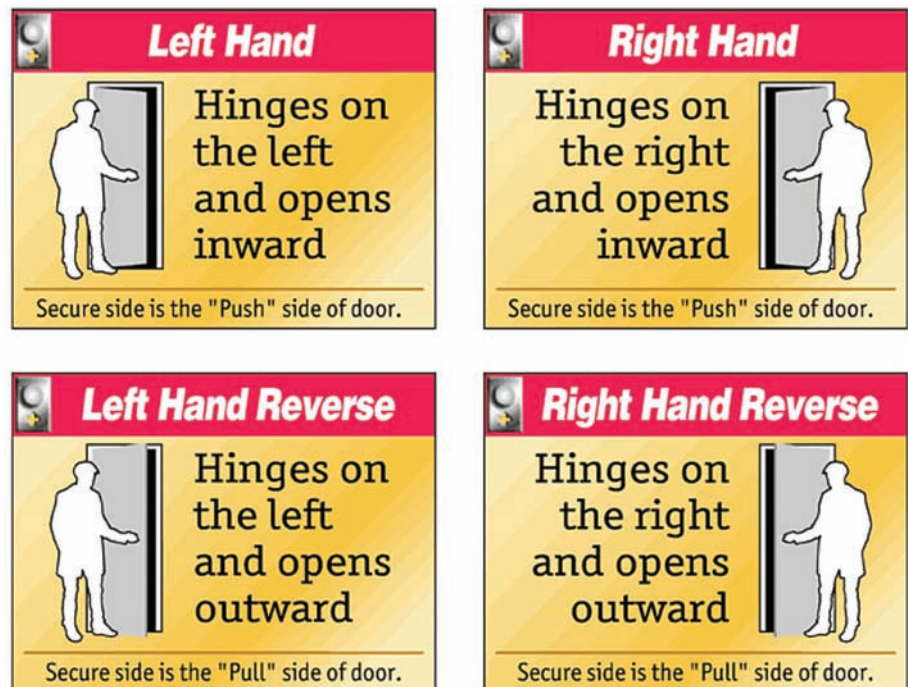 Left Hand
Hinges on
the left
and opens
inward
Secure side is the "Push" side of door.
Right Hand
Hinges on
the right
and opens
inward
Secure side is the "Push" side of door.
Left Hand Reverse
Hinges on
the left
and opens
outward
Secure side is the "Pull" side of door.
Right Hand Reverse
Hinges on
the right
and opens
outward
Secure side is the "Pull" side of door.